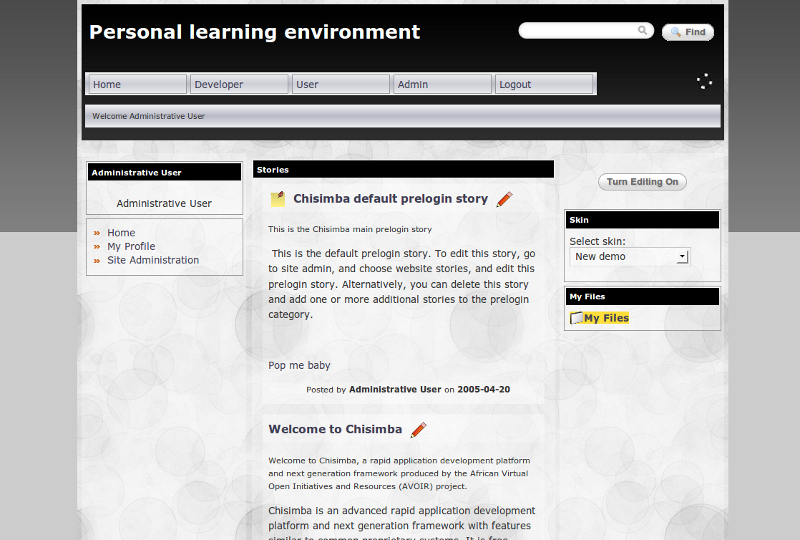 Personal learning environment
Find
Home
Developer
User
AdmIn
Logout
Welcome Administrative User
Administrative User
Administrative User
Home
My Profile
Site Administration
Stories
Chisimba default prelogin story
This is the Chisimba main prelogin story
This is the default prelogin story. To edit this story, go
to site admin, and choose website stories, and edit this
prelogin story. Alternatively, you can delete this story
and add one or more additional stories to the prelogin
category.
Pop me baby
Posted by Administrative User on 2005-04-20
Welcome to Chisimba
Welcome to Chisimba, a rapid application development platform
and next generation framework produced by the African Virtual
Open Initiatives and Resources (AVOIR) project.
Chisimba is an advanced rapid application development
platform and next generation framework with features
similar to common proprietary systems. It is free
Turn Editing On
Skin
Select skin:
New demo
My Files
My Files